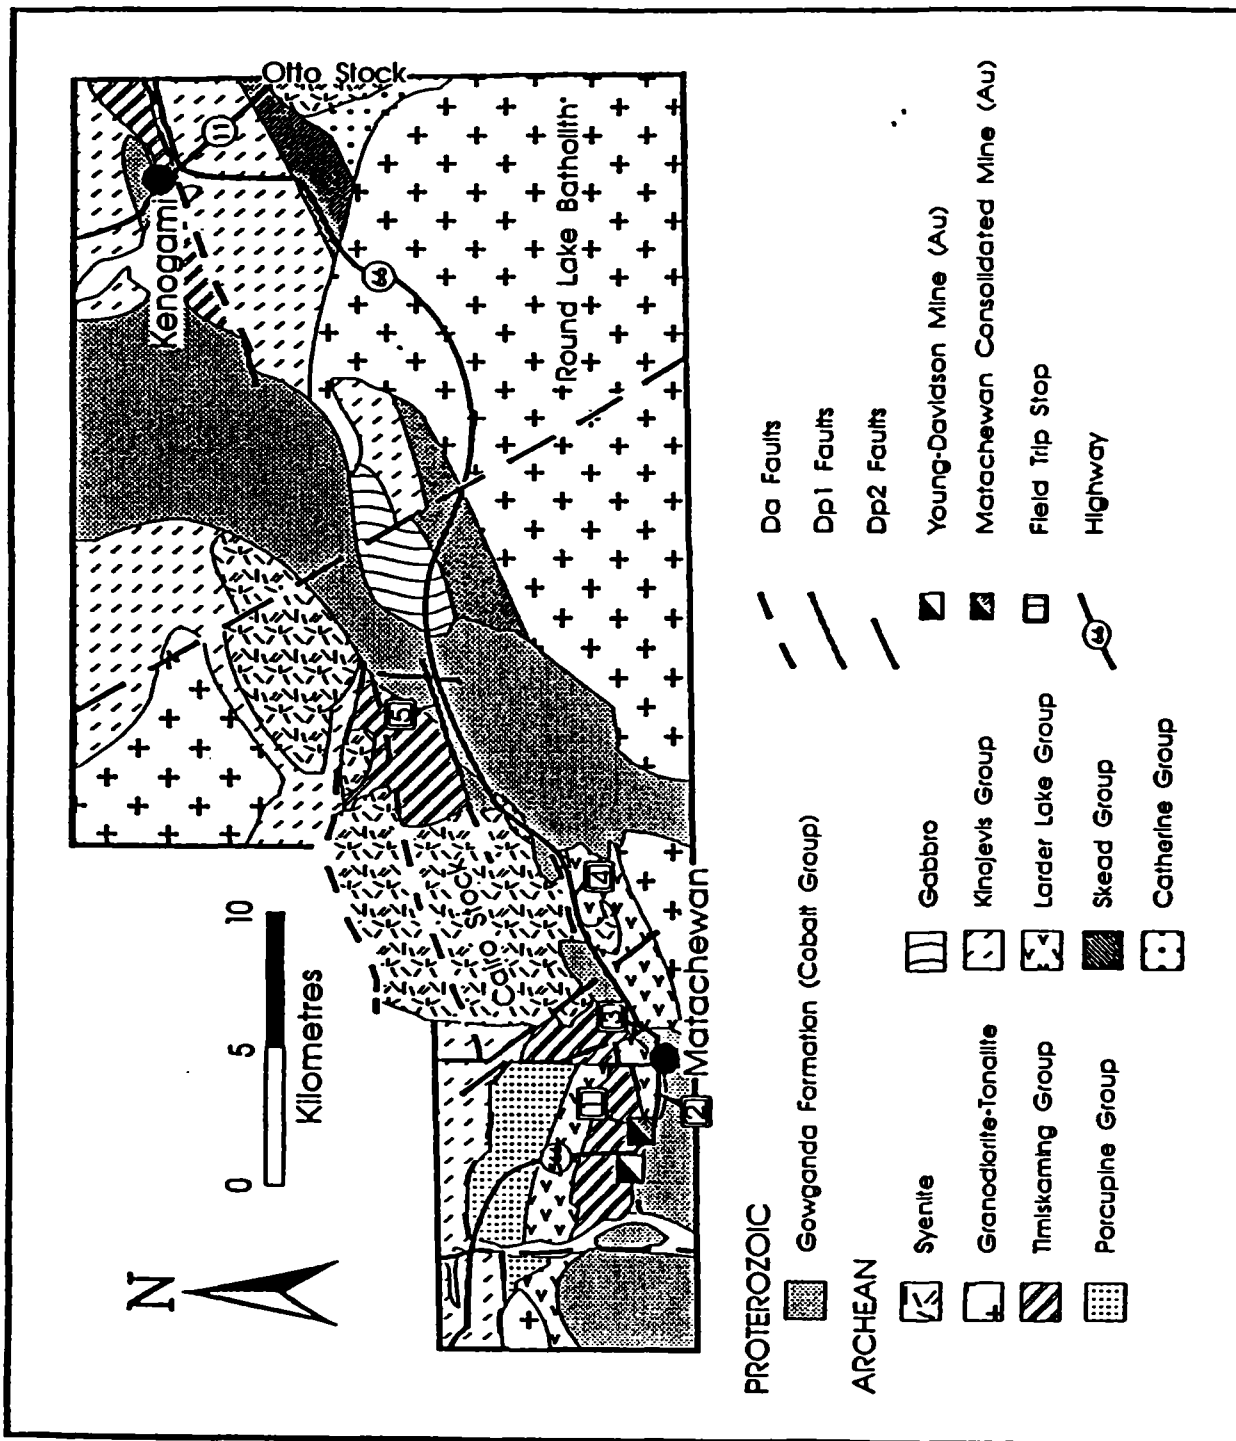 N
0 5 10
Kilometres
Kenogami
11
Otto Stock
66
Round Lake Batholith
Cairo Stock
5
4
3
1
2
566
Matachewan
PROTEROZOIC
Gowganda Formation (Cobalt Group)
ARCHEAN
Syenite
Granodiorite-Tonalite
Timiskaming Group
Porcupine Group
Gabbro
Kinojevis Group
Larder Lake Group
Skead Group
Catherine Group
Da Faults
Dp1 Faults
Dp2 Faults
Young-Davidson Mine (Au)
Matachewan Consolidated Mine (Au)
Field Trip Stop
66
Highway